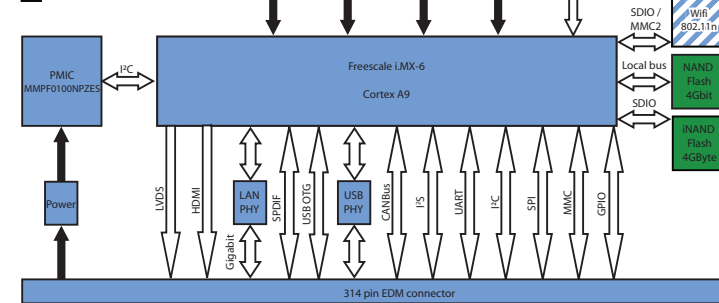 SDIO /
MMC2
Wifi
802.11n
PMIC
MMPF0100NPZES
I²C
Freescale i.MX-6
Cortex A9
Local bus
NAND
Flash
4Gbit
SDIO
iNAND
Flash
4GByte
Power
LVDS
HDMI
LAN
PHY
Gigabit
SPDIF
USB OTG
USB
PHY
CANBus
I²S
UART
I²C
SPI
MMC
GPIO
314 pin EDM connector